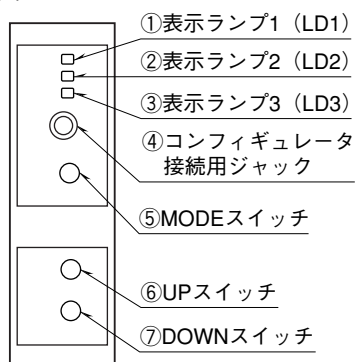 ①表示ランプ1（LD1）
②表示ランプ2（LD2）
③表示ランプ3（LD3）
④コンフィギュレータ
接続用ジャック
⑤MODEスイッチ
⑥UPスイッチ
⑦DOWNスイッチ